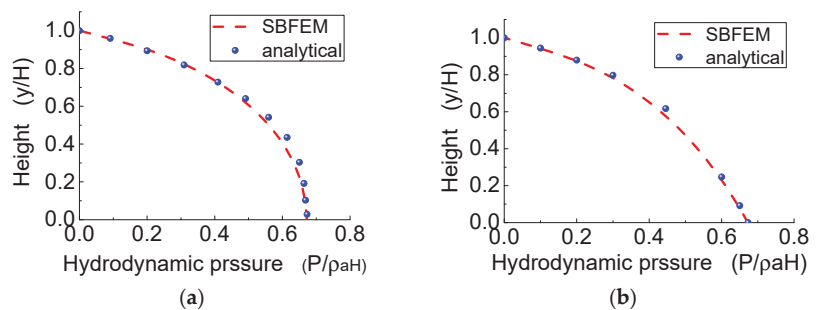 SBFEM
analytical
1.0
0.8
0.6
0.4
0.2
0.0
Height (y/H)
0.0 0.2 0.4 0.6 0.8
Hydrodynamic prssure (P/ρaH)
(a)
SBFEM
analytical
1.0
0.8
0.6
0.4
0.2
0.0
Height (y/H)
0.0 0.2 0.4 0.6 0.8
Hydrodynamic prssure (P/ρaH)
(b)